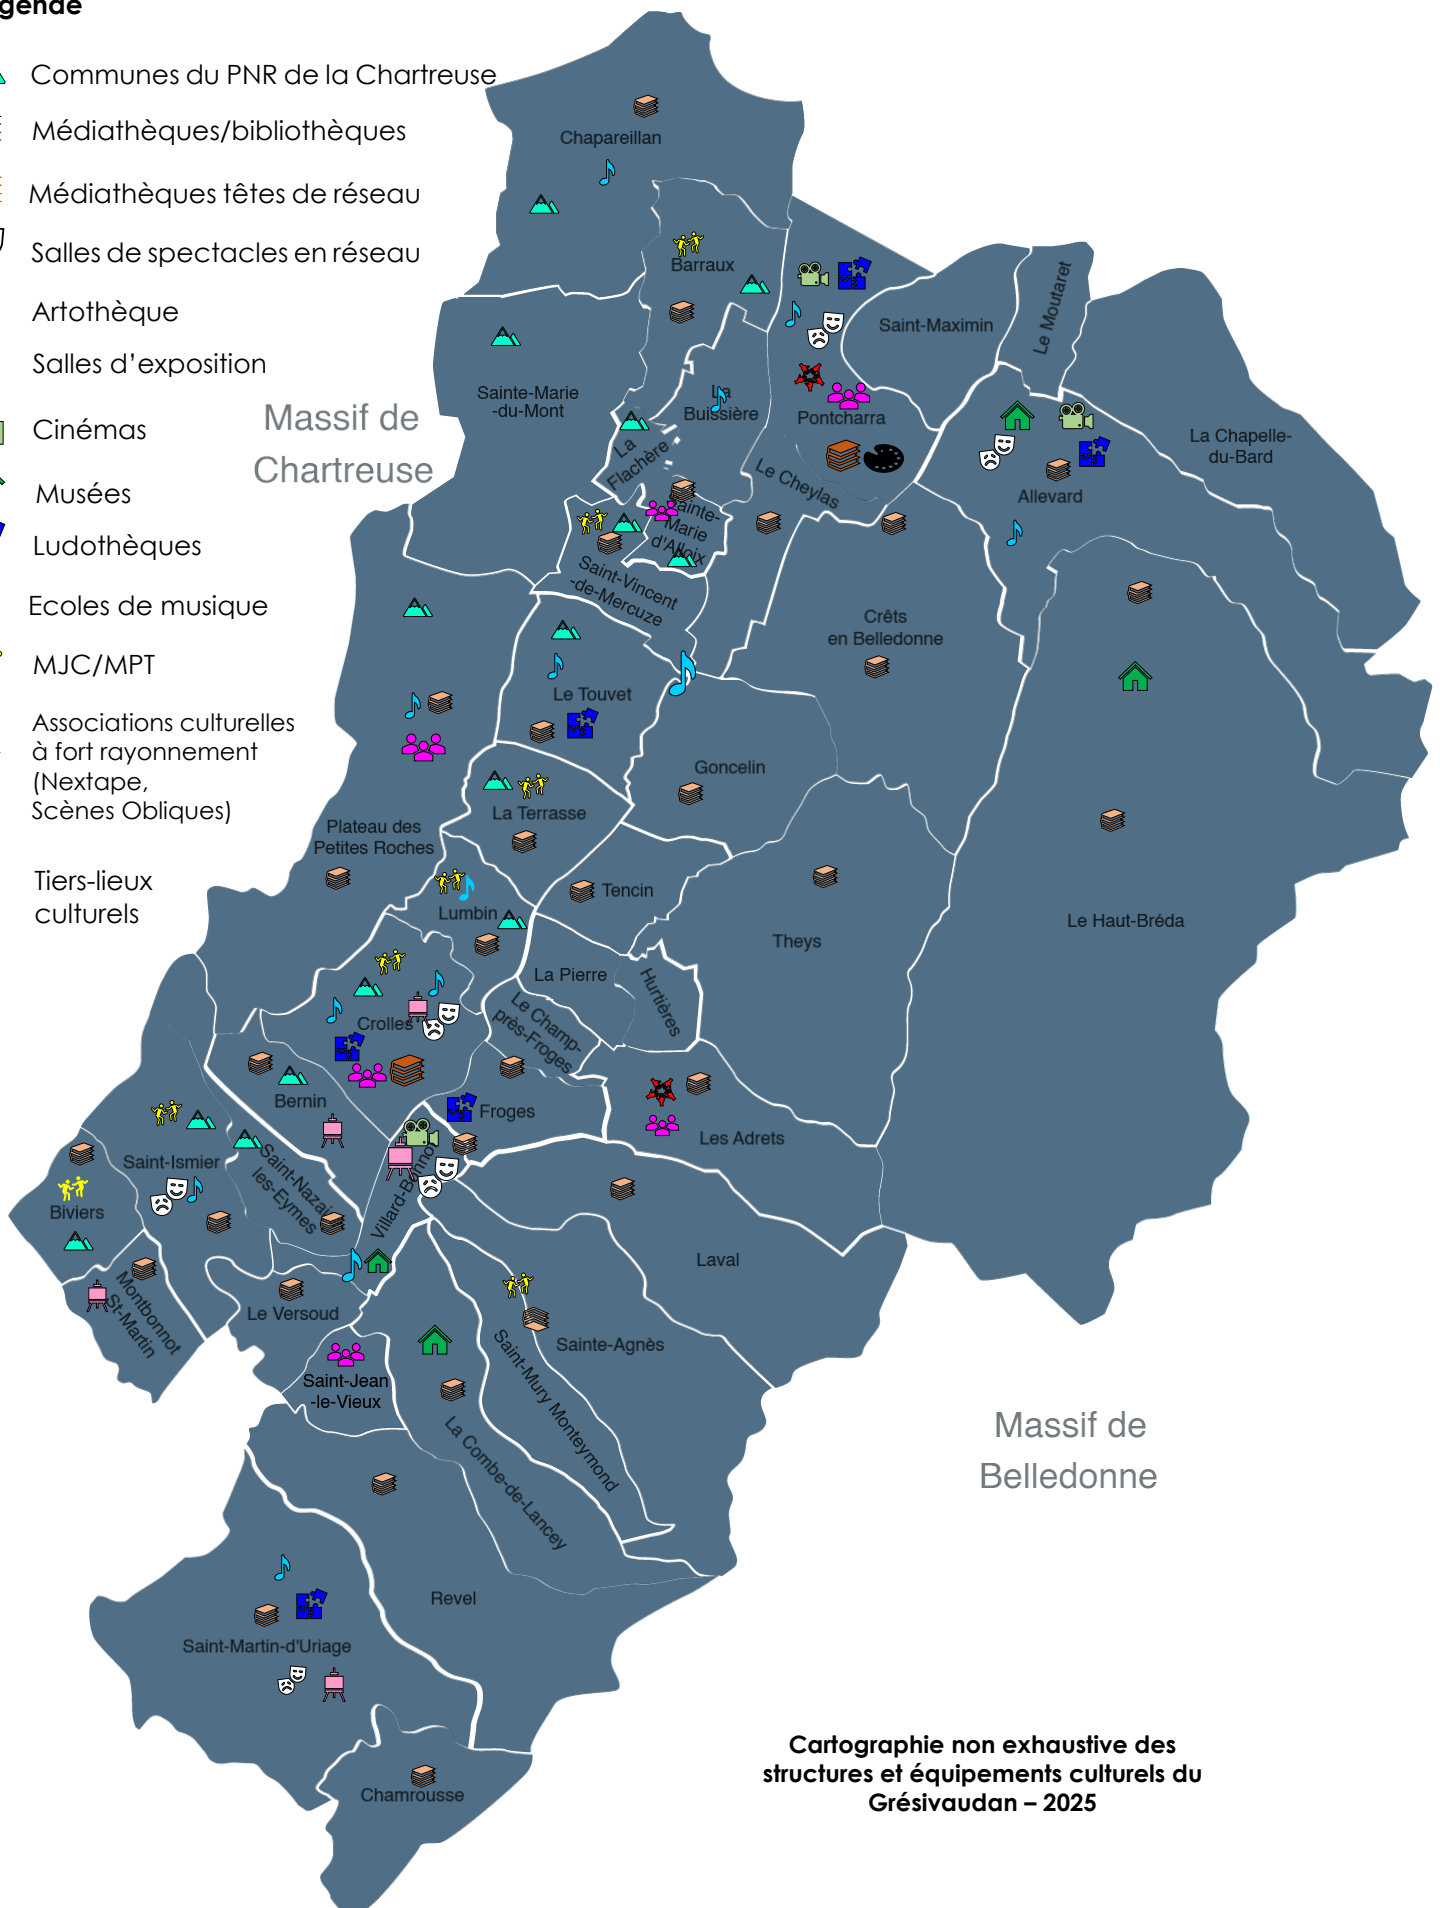 Communes du PNR de la Chartreuse
Médiathèques/bibliothèques
Médiathèques têtes de réseau
Salles de spectacles en réseau
Artothèque
Salles d'exposition
Cinémas
Musées
Ludothèques
Ecoles de musique
MJC/MPT
Associations culturelles
à fort rayonnement
(Nextape,
Scènes Obliques)
Tiers-lieux
culturels
Massif de
Chartreuse
Chapareillan
Barraux
Sainte-Marie
-du-Mont
La
Buissière
La
Flachère
Saint-Maximin
Le Moutaret
Pontcharra
La Chapelle-
du-Bard
Allevard
Le Cheylas
Marie
Saint-Vincent
-de-Mercuze
Crêts
en Belledonne
Le Touvet
Goncelin
La Terrasse
Plateau des
Petites Roches
Tencin
Lumbin
Theys
Le Haut-Bréda
La Pierre
Hurtières
Le Champ-
près-Froges
Crolles
Bernin
Froges
Les Adrets
Saint-Ismier
les-Eymes
Biviers
Montbonnot
St-Martin
Le Versoud
Laval
Sainte-Agnès
Saint-Mury Monteymond
Saint-Jean
-le-Vieux
La Combe-de-Lancey
Revel
Saint-Martin-d'Uriage
Chamrousse
Massif de
Belledonne
Cartographie non exhaustive des
structures et équipements culturels du
Grésivaudan – 2025